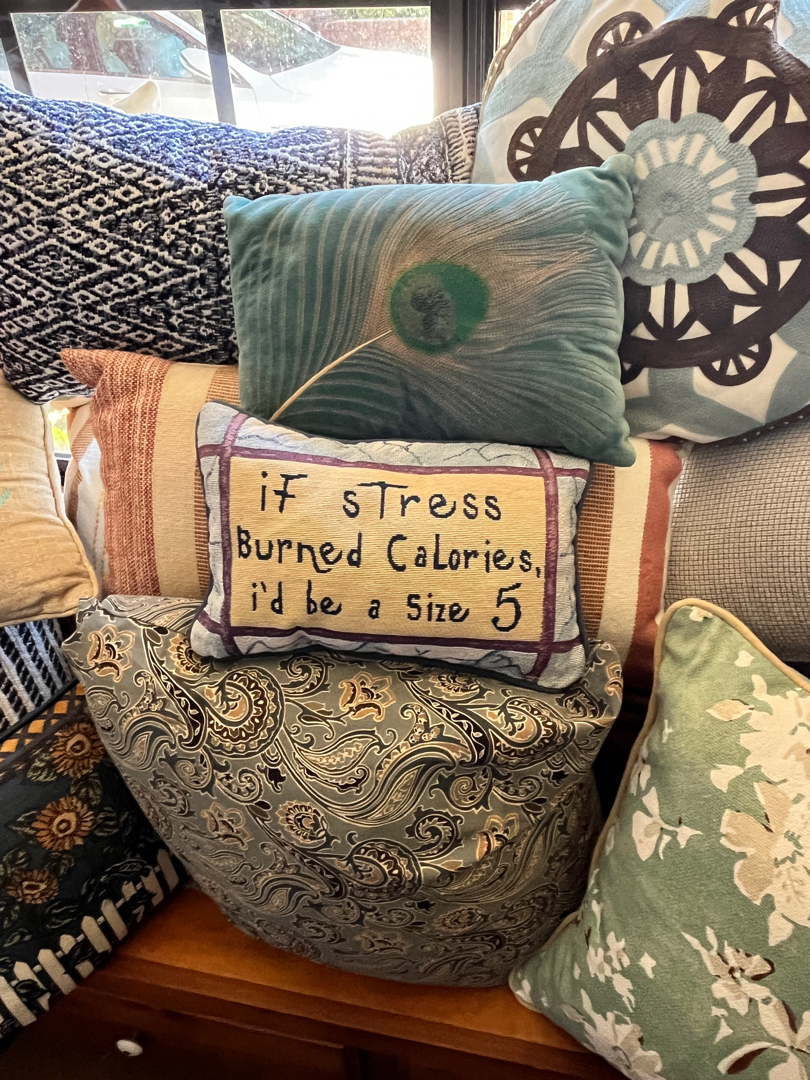 iF sTress
Burned CaLories,
i'd be a Size 5